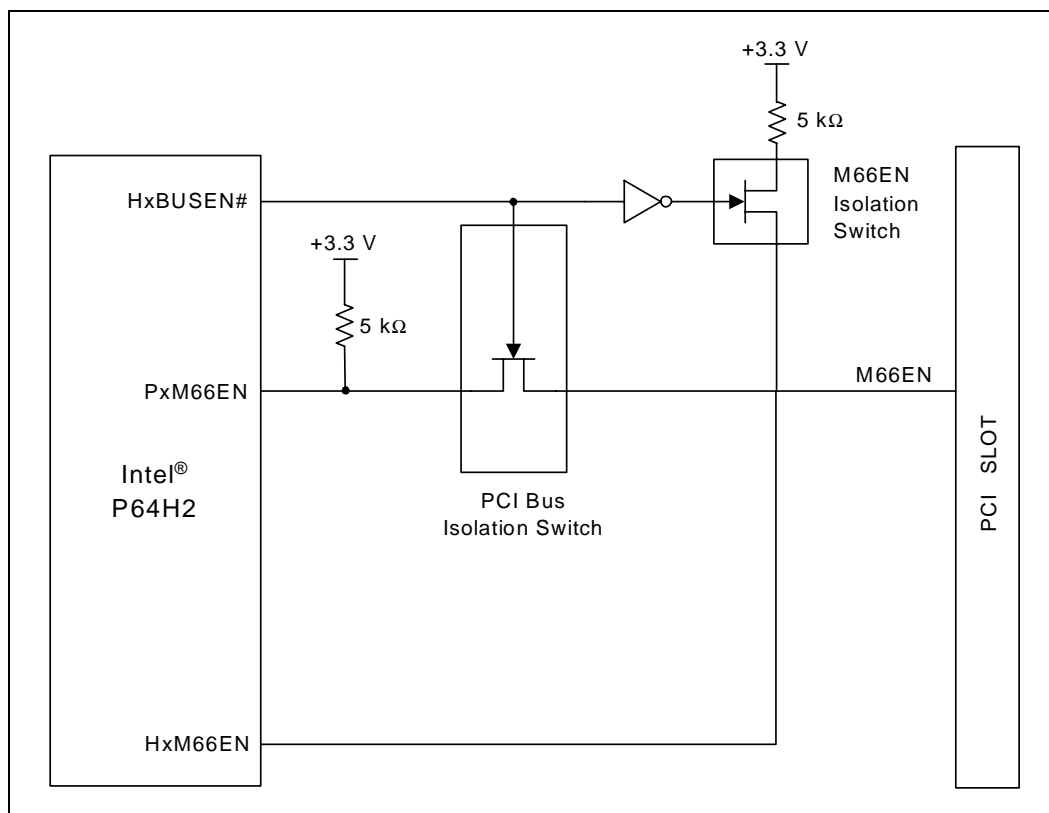 +3.3 V
5 kΩ
HxBUSEN#
M66EN
Isolation
Switch
+3.3 V
5 kΩ
PxM66EN
M66EN
Intel®
P64H2
PCI Bus
Isolation Switch
PCI SLOT
HxM66EN